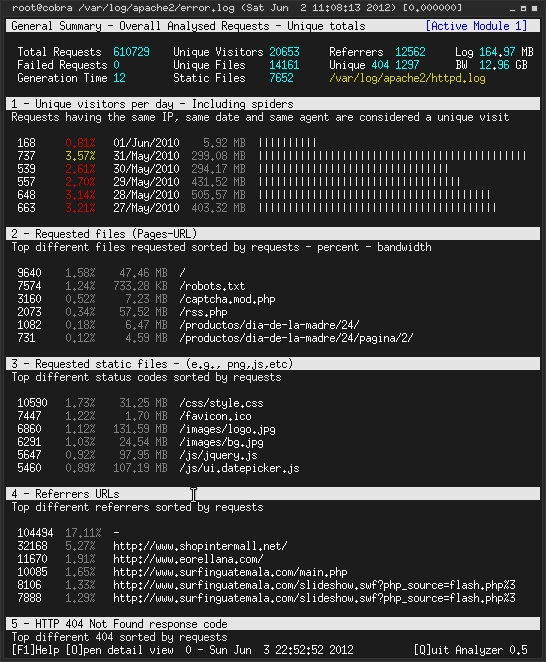 root@cobra /var/log/apache2/error.log (Sat Jun  2 11:08:13 2012) [0.000000]
General Summary - Overall Analysed Requests - Unique totals [Active Module 1]
Total Requests 610729 Unique Visitors 20653 Referrers 12562 Log 164.97 MB
Failed Requests 0 Unique Files 14161 Unique 404 1297 BW 12.96 GB
Generation Time 12 Static Files 7652 /var/log/apache2/httpd.log
1 - Unique visitors per day - Including spiders
Requests having the same IP, same date and same agent are considered a unique visit
168 0.81% 01/Jun/2010 5.92 MB ||||||||||
737 3.57% 31/May/2010 299.08 MB |||||||||||||||||||||||||||||||||||||||||||||
539 2.61% 30/May/2010 294.17 MB ||||||||||||||||||||||||||||||||
557 2.70% 29/May/2010 431.52 MB ||||||||||||||||||||||||||||||||||
648 3.14% 28/May/2010 505.57 MB |||||||||||||||||||||||||||||||||||||||
663 3.21% 27/May/2010 403.32 MB ||||||||||||||||||||||||||||||||||||||||
2 - Requested files (Pages-URL)
Top different files requested sorted by requests - percent - bandwidth
9640 1.58% 47.46 MB /
7574 1.24% 733.28 KB /robots.txt
3160 0.52% 7.23 MB /captcha.mod.php
2073 0.34% 57.52 MB /rss.php
1082 0.18% 6.47 MB /productos/dia-de-la-madre/24/
731 0.12% 4.59 MB /productos/dia-de-la-madre/24/pagina/2/
3 - Requested static files - (e.g., png,js,etc)
Top different status codes sorted by requests
10590 1.73% 31.25 MB /css/style.css
7447 1.22% 1.70 MB /favicon.ico
6860 1.12% 131.59 MB /images/logo.jpg
6291 1.03% 24.54 MB /images/bg.jpg
5647 0.92% 97.95 MB /js/jquery.js
5460 0.89% 107.19 MB /js/ui.datepicker.js
4 - Referrers URLs
Top different referrers sorted by requests
104494 17.11% -
32168 5.27% http://www.shopintermall.net/
11670 1.91% http://www.eorellana.com/
10085 1.65% http://www.surfinguatemala.com/main.php
8106 1.33% http://www.surfinguatemala.com/slideshow.swf?php_source=flash.php%3
7888 1.29% http://www.surfinguatemala.com/slideshow.swf?php_source=flash.php%3
5 - HTTP 404 Not Found response code
Top different 404 sorted by requests
[F1]Help [O]pen detail view  0 - Sun Jun  3 22:52:52 2012 [Q]uit Analyzer 0.5